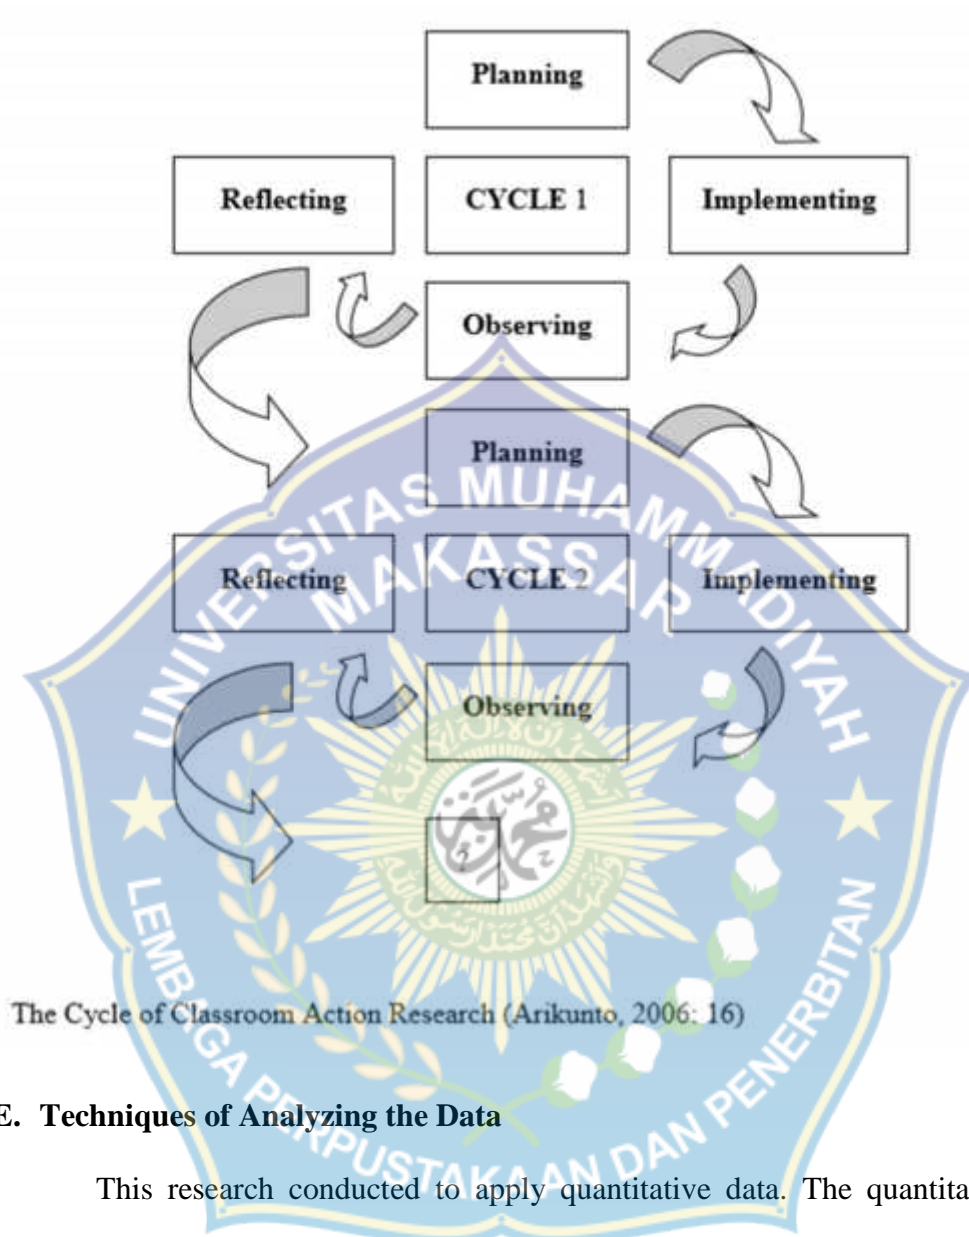 Planning
Reflecting CYCLE 1 Implementing
Observing
Planning
UNIVERSITAS MUHAMMADIYAH
MAKASSAR
Reflecting CYCLE 2 Implementing
Observing
?
LEMBAGA PERPUSTAKAAN DAN PENERBITAN
The Cycle of Classroom Action Research (Arikunto, 2006: 16)
E. Techniques of Analyzing the Data
This research conducted to apply quantitative data. The quantita